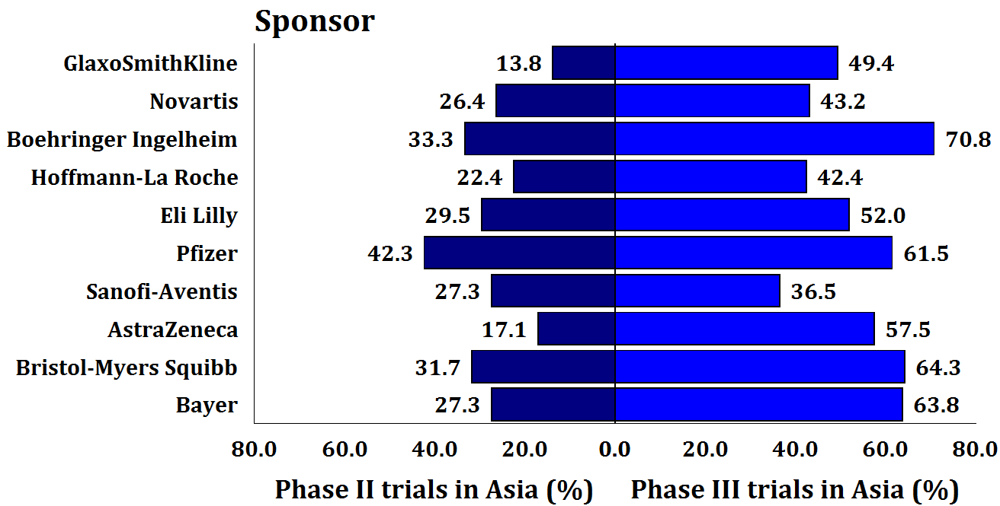 Sponsor
GlaxoSmithKline 13.8 49.4
Novartis 26.4 43.2
Boehringer Ingelheim 33.3 70.8
Hoffmann-La Roche 22.4 42.4
Eli Lilly 29.5 52.0
Pfizer 42.3 61.5
Sanofi-Aventis 27.3 36.5
AstraZeneca 17.1 57.5
Bristol-Myers Squibb 31.7 64.3
Bayer 27.3 63.8
80.0 60.0 40.0 20.0 0.0 20.0 40.0 60.0 80.0
Phase II trials in Asia (%) Phase III trials in Asia (%)